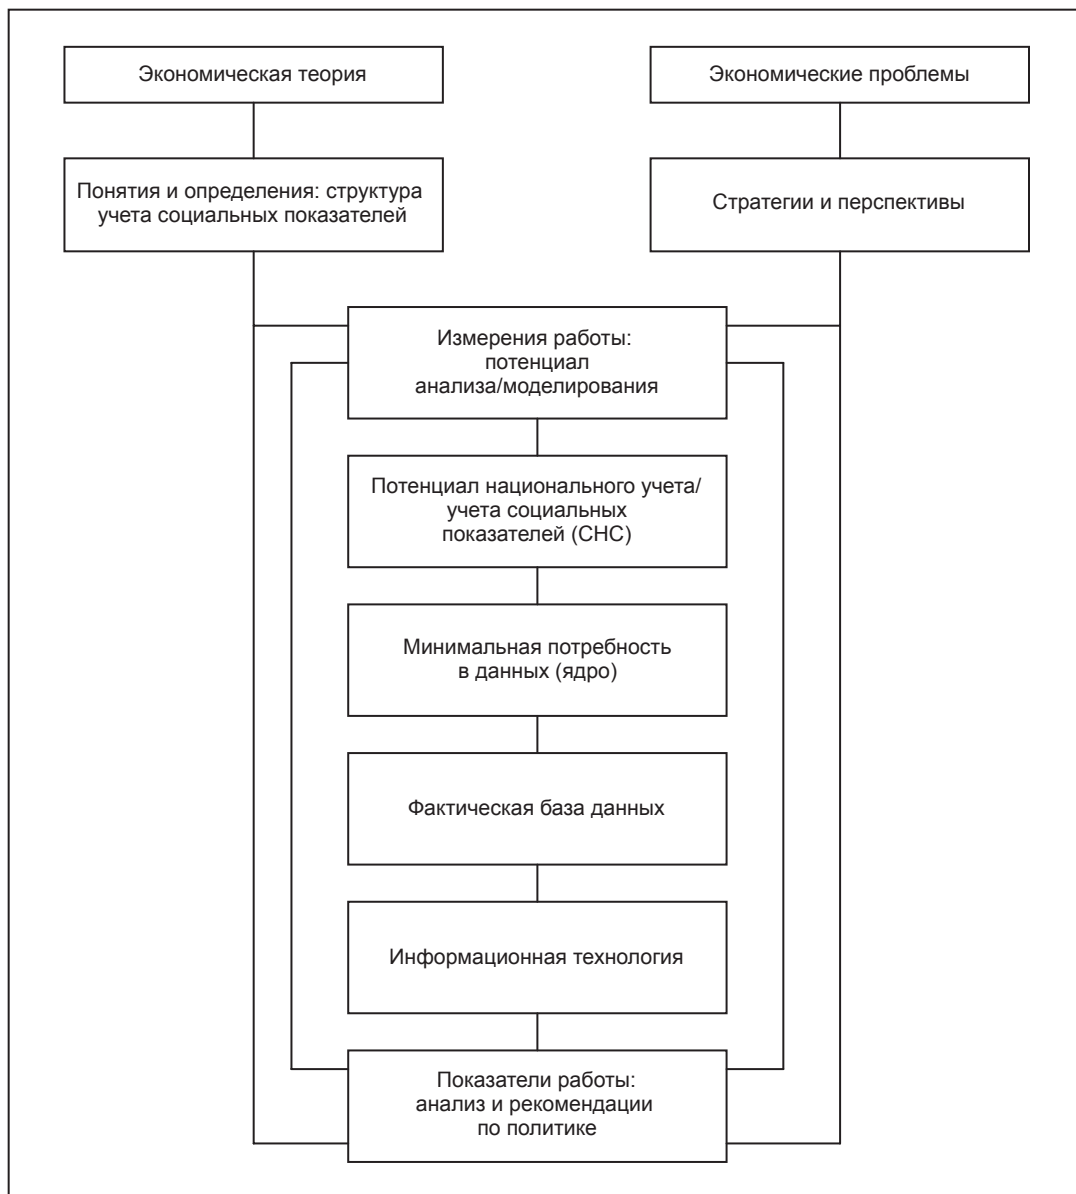 Экономическая теория
Экономические проблемы
Понятия и определения: структура
учета социальных показателей
Стратегии и перспективы
Измерения работы:
потенциал
анализа/моделирования
Потенциал национального учета/
учета социальных
показателей (СНС)
Минимальная потребность
в данных (ядро)
Фактическая база данных
Информационная технология
Показатели работы:
анализ и рекомендации
по политике